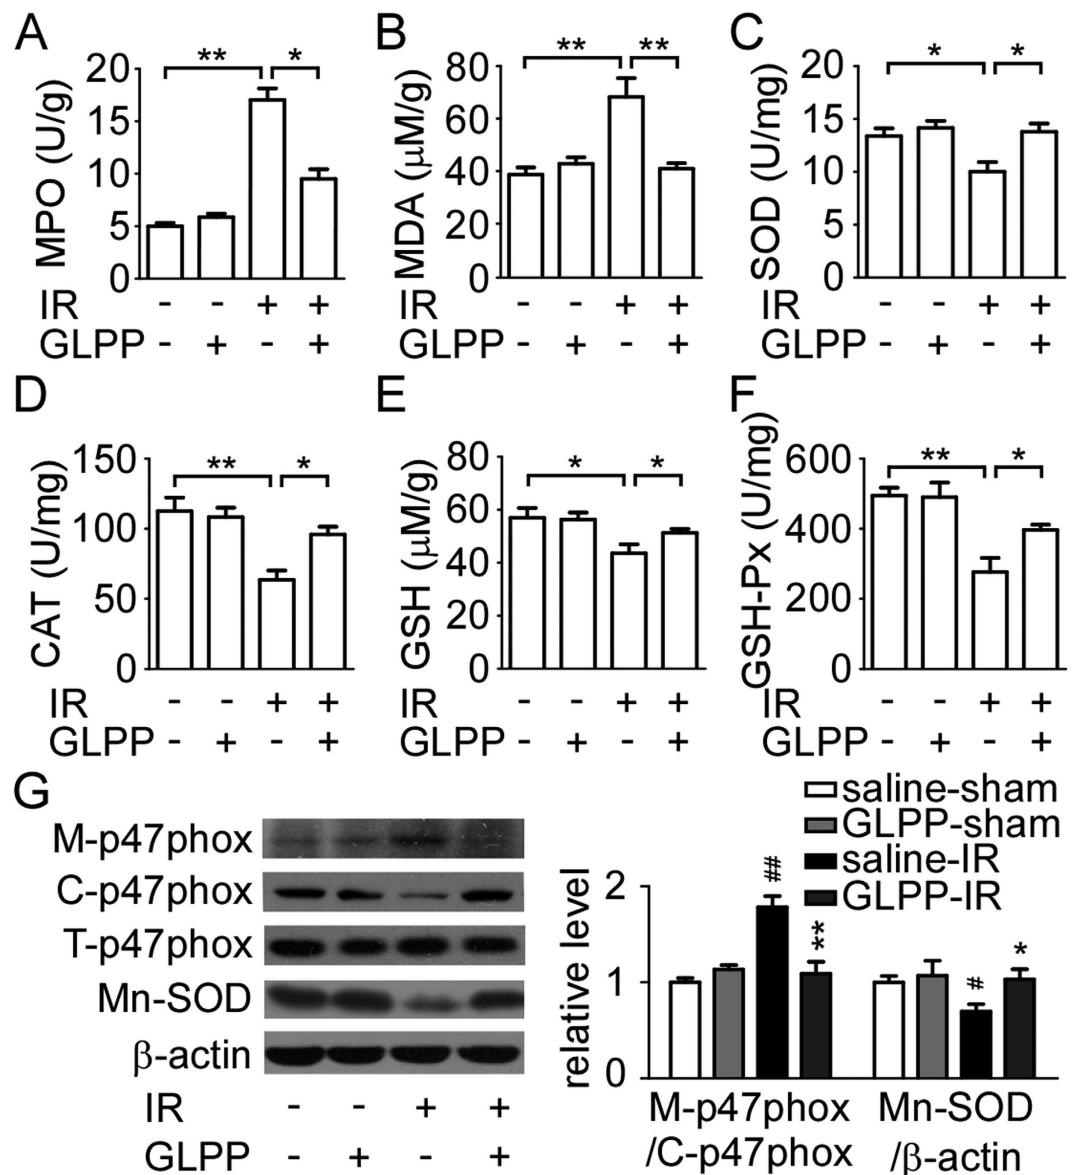 A
MPO (U/g)
20
15
10
5
0
** *
IR - - + +
GLPP - + - +
B
MDA (μM/g)
80
60
40
20
0
** **
IR - - + +
GLPP - + - +
C
SOD (U/mg)
20
15
10
5
0
* *
IR - - + +
GLPP - + - +
D
CAT (U/mg)
150
100
50
0
** *
IR - - + +
GLPP - + - +
E
GSH (μM/g)
80
60
40
20
0
* *
IR - - + +
GLPP - + - +
F
GSH-Px (U/mg)
600
400
200
0
** *
IR - - + +
GLPP - + - +
G
M-p47phox
C-p47phox
T-p47phox
Mn-SOD
β-actin
IR - - + +
GLPP - + - +
saline-sham
GLPP-sham
saline-IR
GLPP-IR
relative level
2
1
0
## **
# *
M-p47phox
/C-p47phox
Mn-SOD
/β-actin